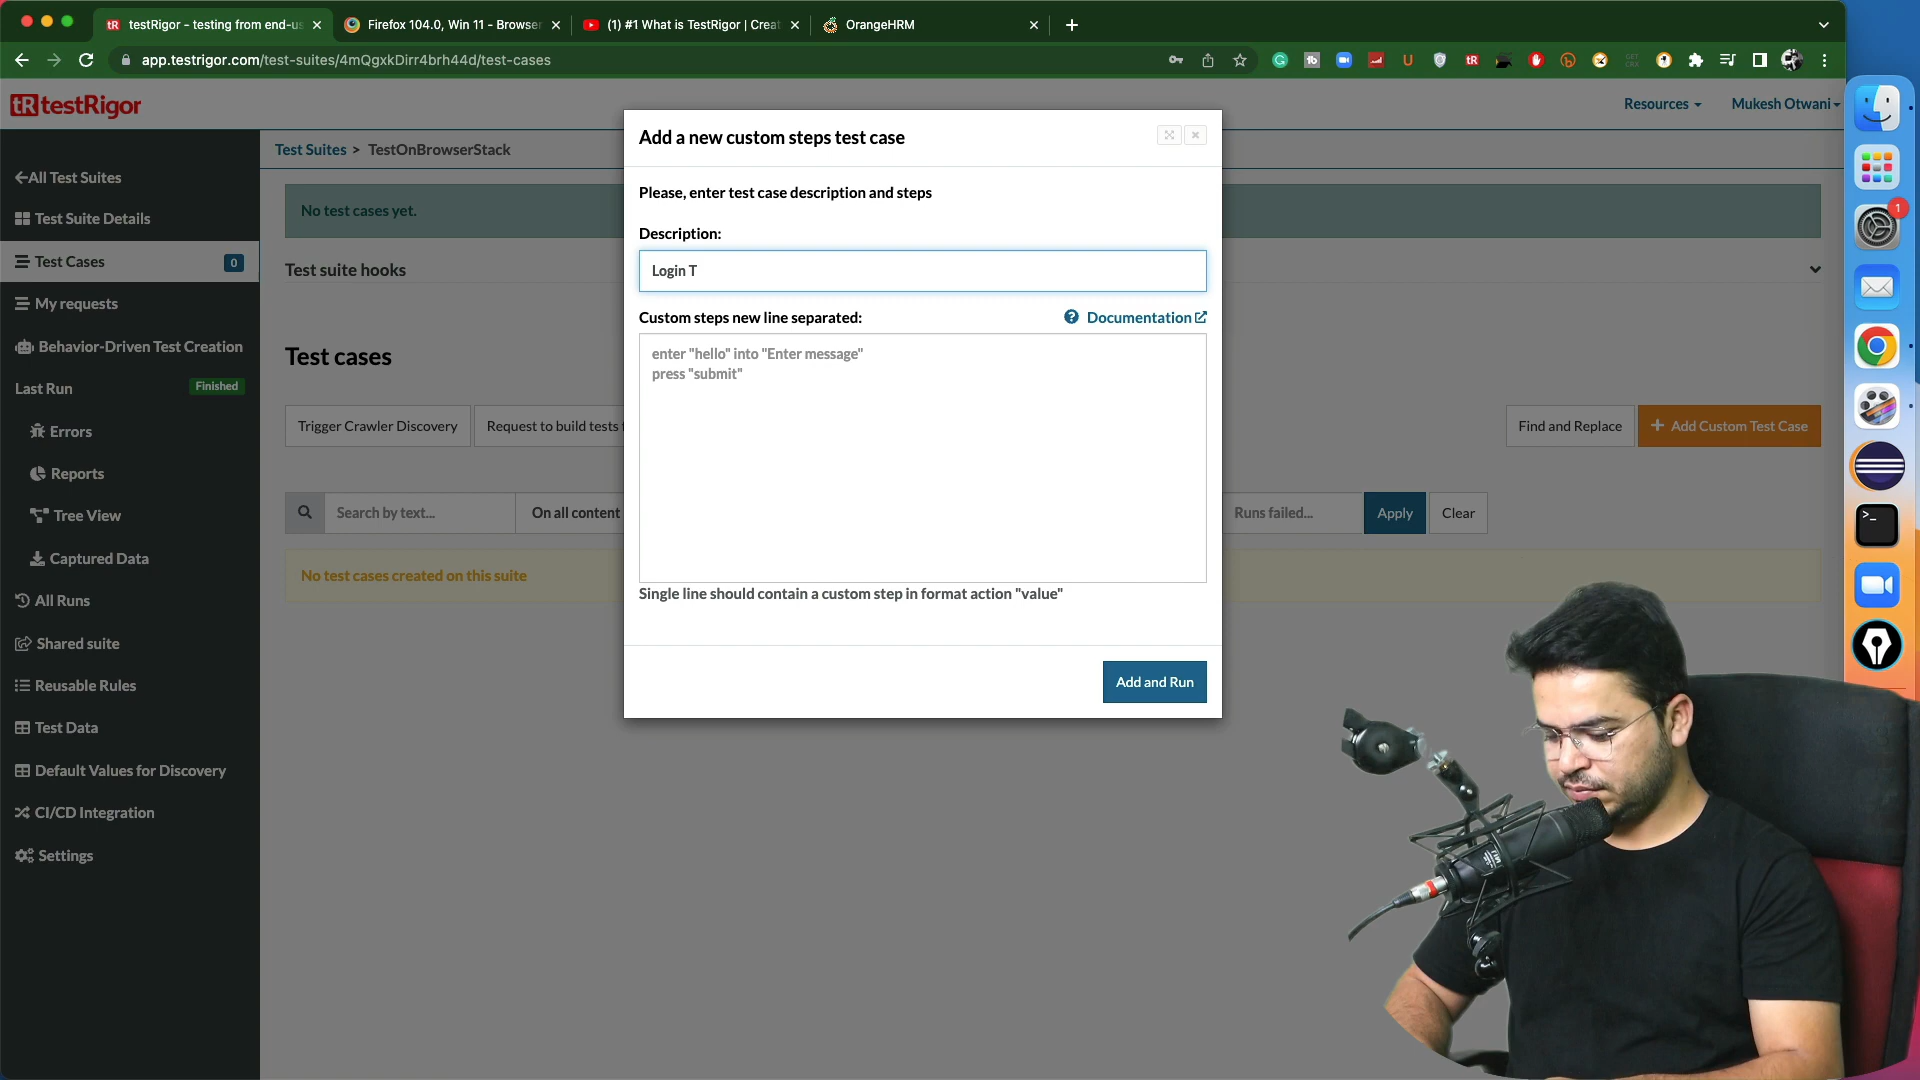 testRigor - testing from end-us
Firefox 104.0, Win 11 - Browser
(1) #1 What is TestRigor | Creat
OrangeHRM
app.testrigor.com/test-suites/4mQgxkDirr4brh44d/test-cases
testRigor
Resources
Mukesh Otwani
All Test Suites
Test Suite Details
Test Cases
0
My requests
Behavior-Driven Test Creation
Last Run
Finished
Errors
Reports
Tree View
Captured Data
All Runs
Shared suite
Reusable Rules
Test Data
Default Values for Discovery
CI/CD Integration
Settings
Test Suites > TestOnBrowserStack
No test cases yet.
Test suite hooks
Test cases
Trigger Crawler Discovery
Request to build tests
Find and Replace
Add Custom Test Case
Search by text...
On all content
Runs failed...
Apply
Clear
No test cases created on this suite
Add a new custom steps test case
Please, enter test case description and steps
Description:
Login T
Custom steps new line separated:
Documentation
enter "hello" into "Enter message"
press "submit"
Single line should contain a custom step in format action "value"
Add and Run
1